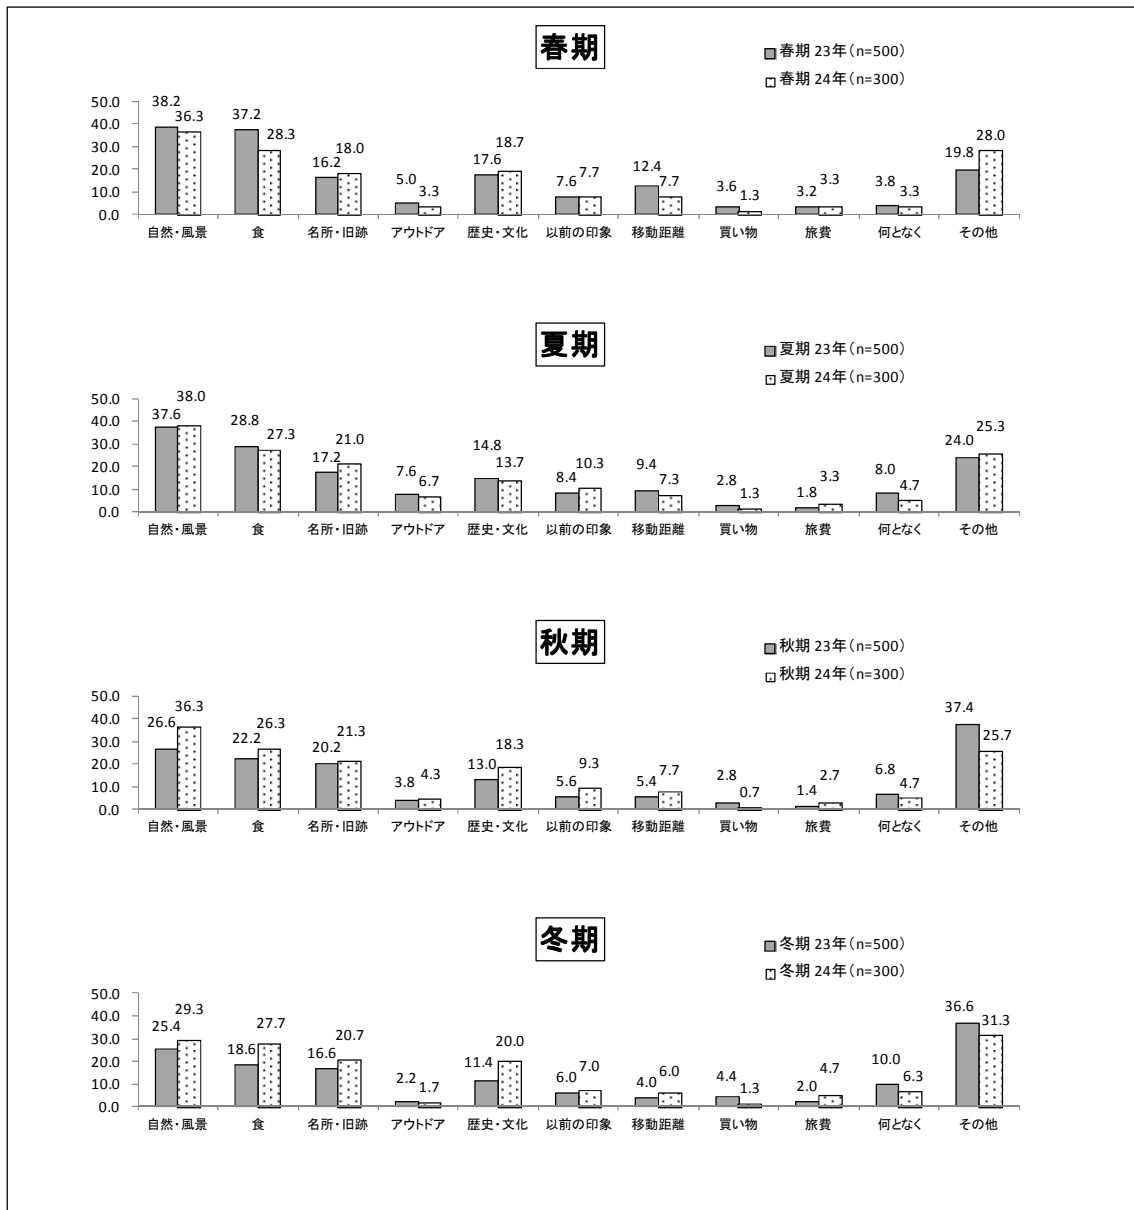 春期
春期 23年(n=500)
春期 24年(n=300)
50.0
40.0
30.0
20.0
10.0
0.0
38.2 36.3 37.2 28.3 16.2 18.0 5.0 3.3 17.6 18.7 7.6 7.7 12.4 7.7 3.6 1.3 3.2 3.3 3.8 3.3 19.8 28.0
自然・風景 食 名所・旧跡 アウトドア 歴史・文化 以前の印象 移動距離 買い物 旅費 何となく その他
夏期
夏期 23年(n=500)
夏期 24年(n=300)
50.0
40.0
30.0
20.0
10.0
0.0
37.6 38.0 28.8 27.3 17.2 21.0 7.6 6.7 14.8 13.7 8.4 10.3 9.4 7.3 2.8 1.3 1.8 3.3 8.0 4.7 24.0 25.3
自然・風景 食 名所・旧跡 アウトドア 歴史・文化 以前の印象 移動距離 買い物 旅費 何となく その他
秋期
秋期 23年(n=500)
秋期 24年(n=300)
50.0
40.0
30.0
20.0
10.0
0.0
26.6 36.3 22.2 26.3 20.2 21.3 3.8 4.3 13.0 18.3 5.6 9.3 5.4 7.7 2.8 0.7 1.4 2.7 6.8 4.7 37.4 25.7
自然・風景 食 名所・旧跡 アウトドア 歴史・文化 以前の印象 移動距離 買い物 旅費 何となく その他
冬期
冬期 23年(n=500)
冬期 24年(n=300)
50.0
40.0
30.0
20.0
10.0
0.0
25.4 29.3 18.6 27.7 16.6 20.7 2.2 1.7 11.4 20.0 6.0 7.0 4.0 6.0 4.4 1.3 2.0 4.7 10.0 6.3 36.6 31.3
自然・風景 食 名所・旧跡 アウトドア 歴史・文化 以前の印象 移動距離 買い物 旅費 何となく その他